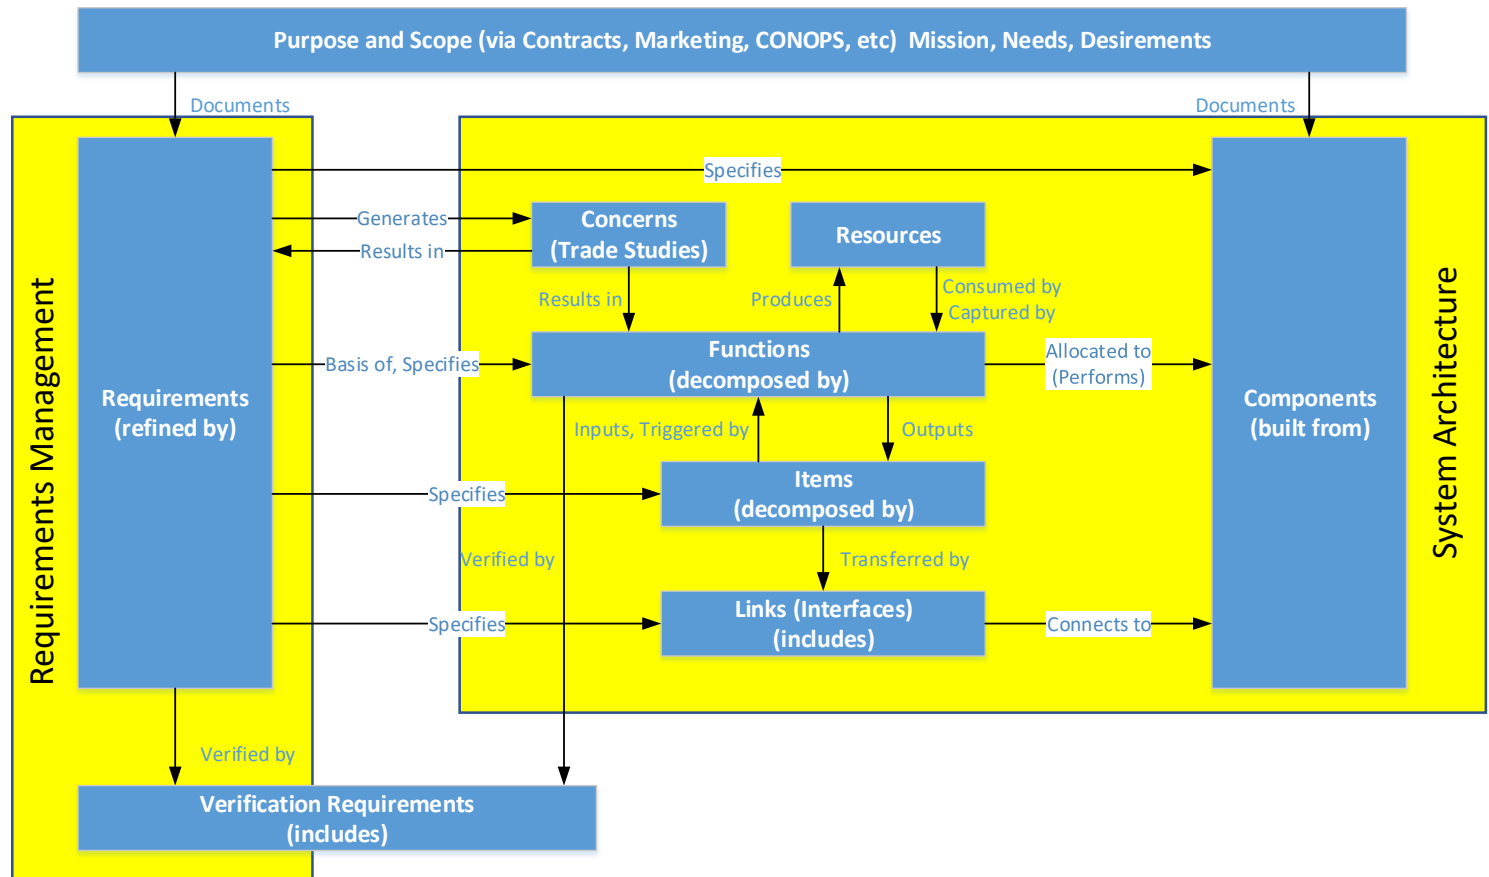 Purpose and Scope (via Contracts, Marketing, CONOPS, etc)  Mission, Needs, Desirements
Documents
Documents
Requirements Management
System Architecture
Requirements
(refined by)
Specifies
Generates
Results in
Concerns
(Trade Studies)
Resources
Results in
Produces
Consumed by
Captured by
Basis of, Specifies
Functions
(decomposed by)
Allocated to
(Performs)
Components
(built from)
Inputs, Triggered by
Outputs
Specifies
Items
(decomposed by)
Verified by
Transferred by
Specifies
Links (Interfaces)
(includes)
Connects to
Verified by
Verification Requirements
(includes)